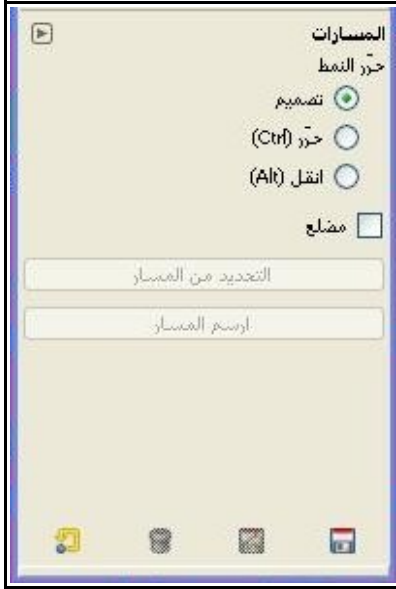 المسارات
حرّر النمط
تصميم
حرّر (Ctrl)
انقل (Alt)
مضلع
التحديد من المسار
ارسم المسار